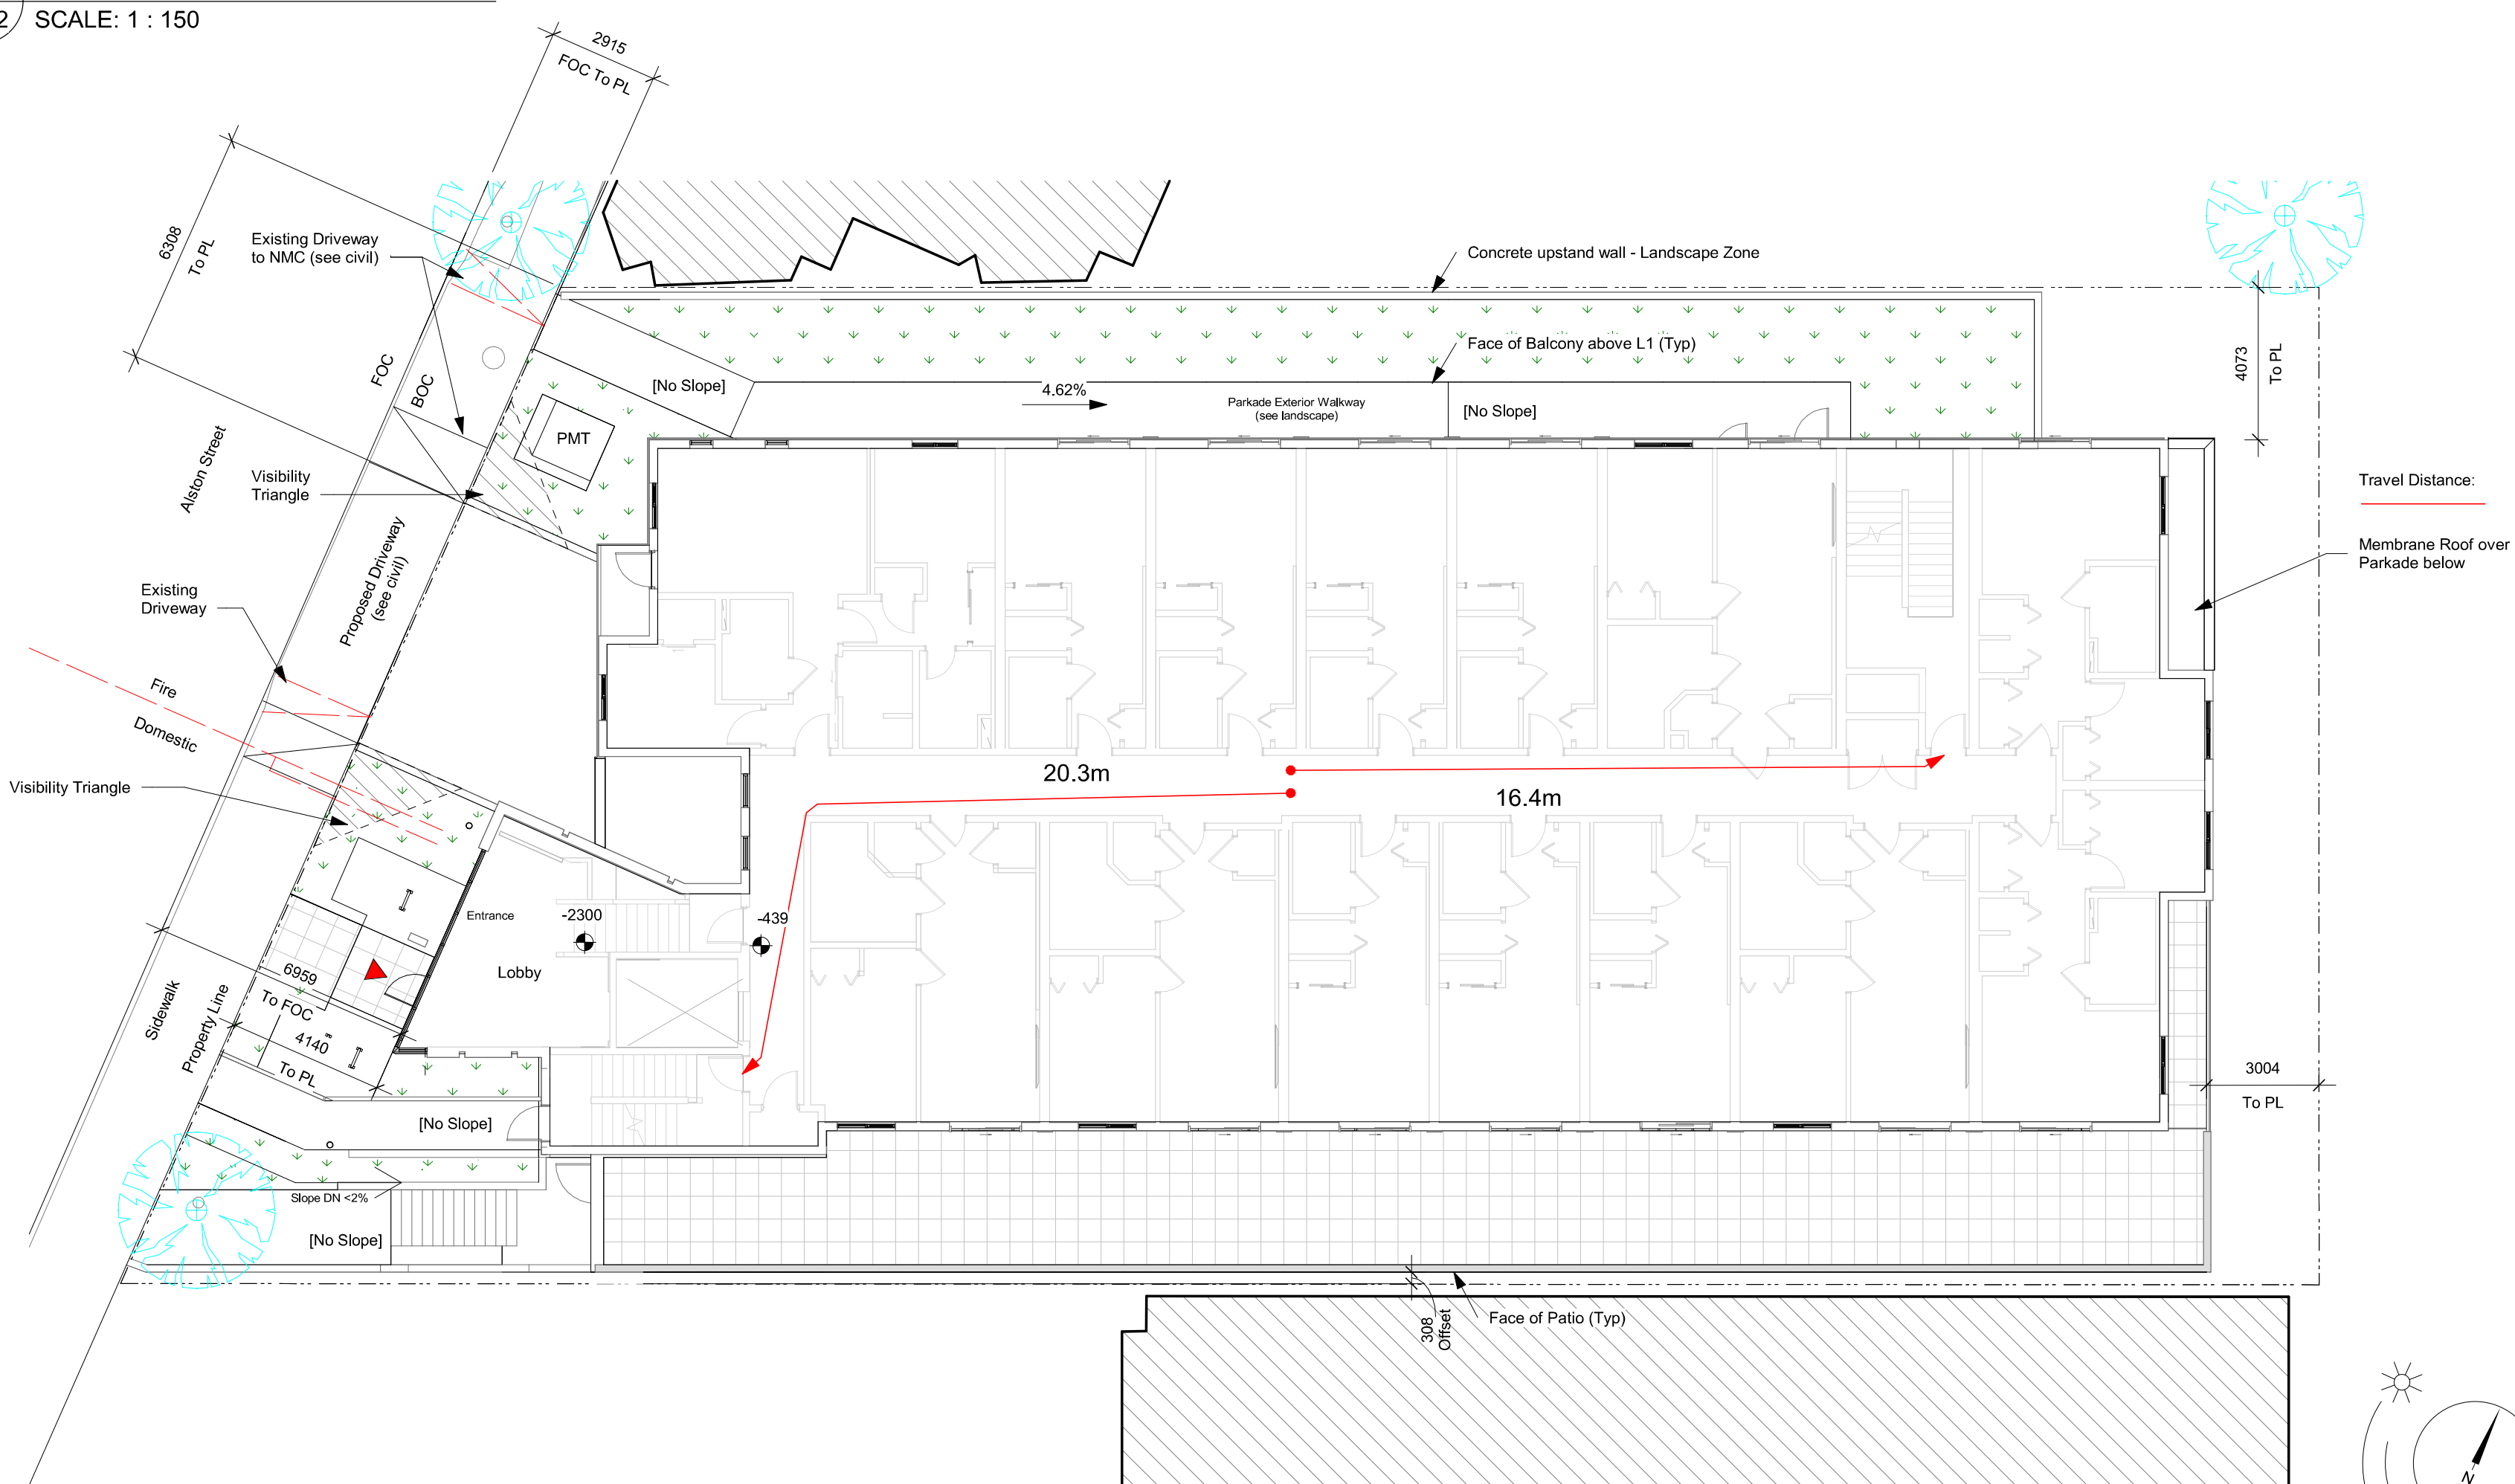 2
SCALE: 1 : 150
2915
FOC To PL
6308
To PL
Existing Driveway
to NMC (see civil)
Concrete upstand wall - Landscape Zone
Face of Balcony above L1 (Typ)
4073
To PL
FOC
BOC
[No Slope]
4.62%
Parkade Exterior Walkway
(see landscape)
[No Slope]
PMT
Alston Street
Visibility
Triangle
Travel Distance:
Membrane Roof over
Parkade below
Proposed Driveway
(see civil)
Existing
Driveway
Fire
Domestic
Visibility Triangle
20.3m
16.4m
Entrance
-2300
-439
Lobby
6959
To FOC
4140
To PL
Sidewalk
Property Line
3004
To PL
[No Slope]
Slope DN <2%
[No Slope]
308
Offset
Face of Patio (Typ)
N